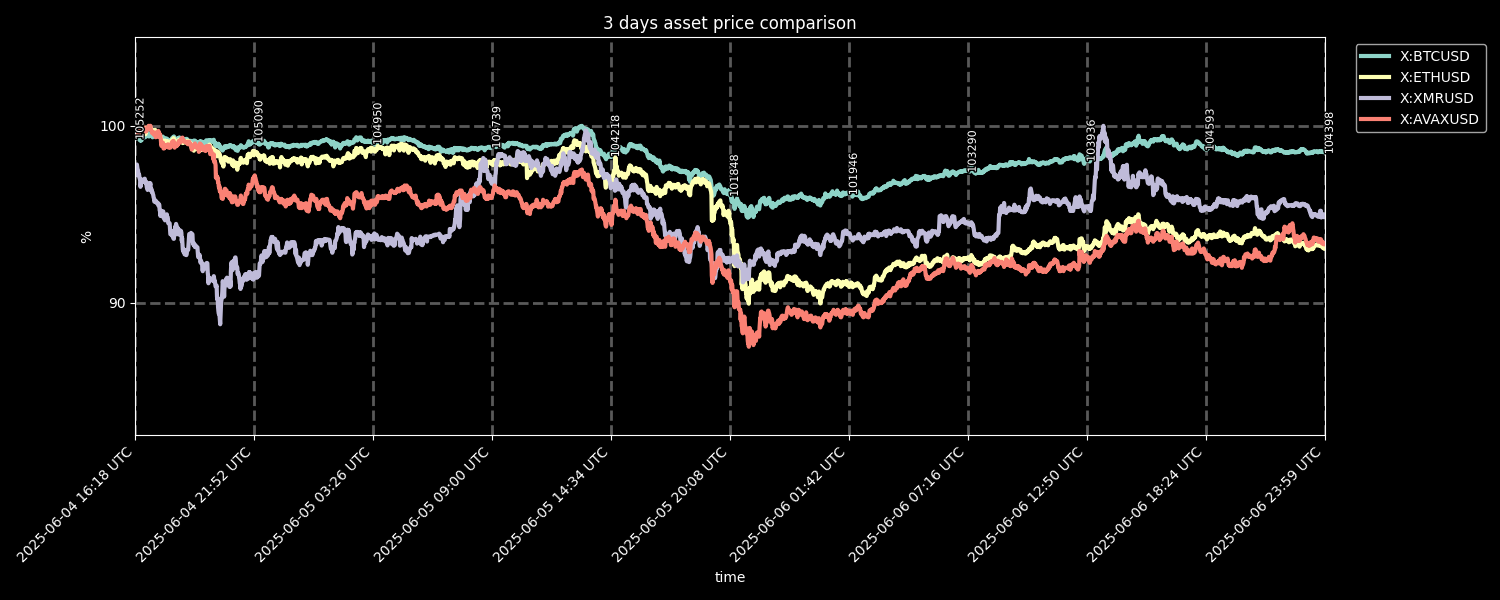 3 days asset price comparison
X:BTCUSD
X:ETHUSD
X:XMRUSD
X:AVAXUSD
100
90
%
105252
105090
104950
104739
104218
101848
101946
103290
103936
104593
104398
2025-06-04 16:18 UTC
2025-06-04 21:52 UTC
2025-06-05 03:26 UTC
2025-06-05 09:00 UTC
2025-06-05 14:34 UTC
2025-06-05 20:08 UTC
2025-06-06 01:42 UTC
2025-06-06 07:16 UTC
2025-06-06 12:50 UTC
2025-06-06 18:24 UTC
2025-06-06 23:59 UTC
time